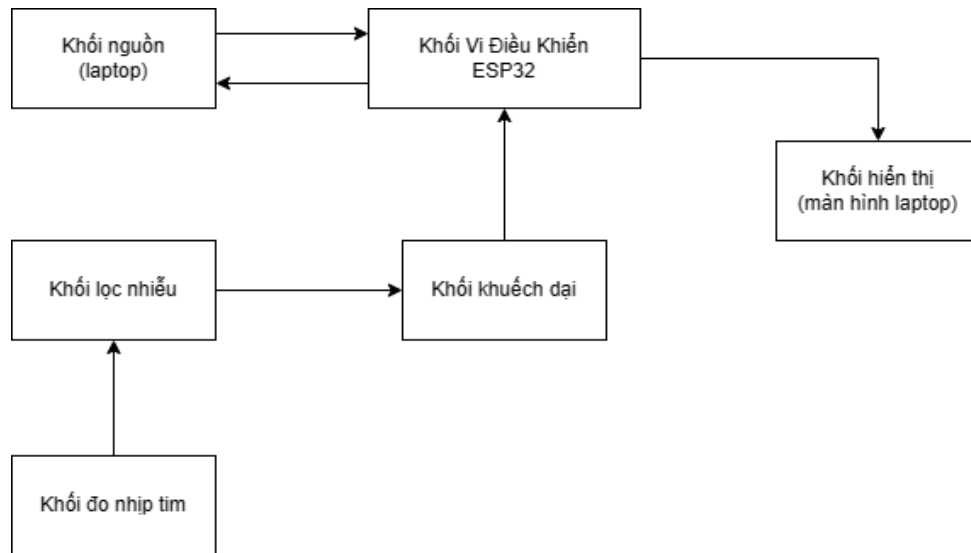 Khối nguồn
(laptop)
Khối Vi Điều Khiển
ESP32
Khối hiển thị
(màn hình laptop)
Khối lọc nhiễu
Khối khuếch dại
Khối đo nhịp tim